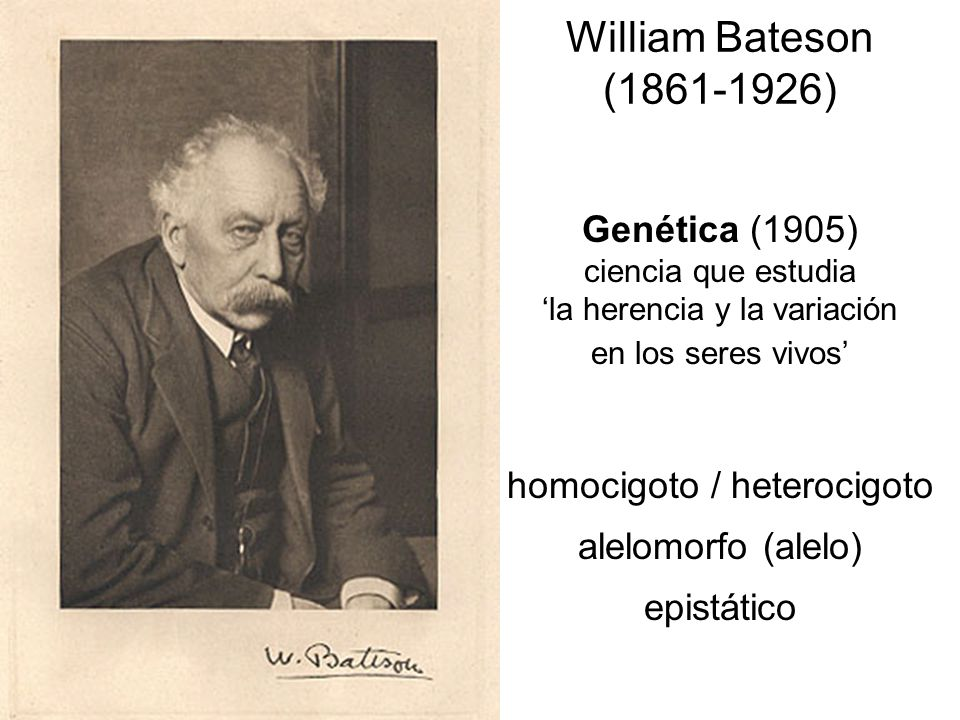 William Bateson
(1861-1926)
Genética (1905)
ciencia que estudia
‘la herencia y la variación
en los seres vivos’
homocigoto / heterocigoto
alelomorfo (alelo)
epistático
W. Bateson